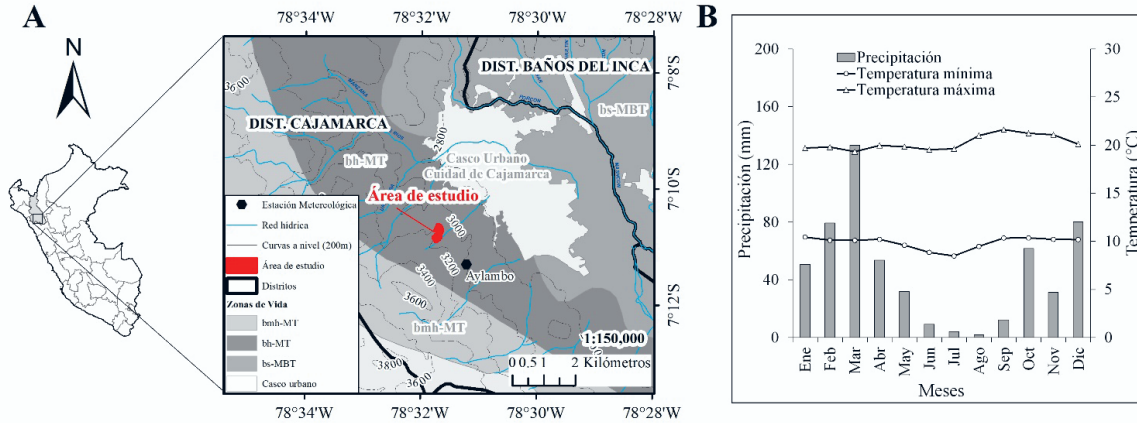 A
N
78°34'W
78°32'W
78°30'W
78°28'W
3600
DIST. BAÑOS DEL INCA
bs-MBT
DIST. CAJAMARCA
2800
bh-MT
Casco Urbano
Cuidad de Cajamarca
Área de estudio
3000
3200
3400
3600
Aylambo
bmh-MT
3800
3600
1:150,000
0 0.5 1 2 Kilómetros
7°8'S
7°10'S
7°12'S
Estación Metereológica
Red hídrica
Curvas a nivel (200m)
Área de estudio
Distritos
Zonas de Vida
bmh-MT
bh-MT
bs-MBT
Casco urbano
78°34'W
78°32'W
78°30'W
78°28'W
B
Precipitación
Temperatura mínima
Temperatura máxima
Precipitación (mm)
200
160
120
80
40
0
Temperatura (°C)
30
25
20
15
10
5
0
Ene
Feb
Mar
Abr
May
Jun
Jul
Ago
Sep
Oct
Nov
Dic
Meses